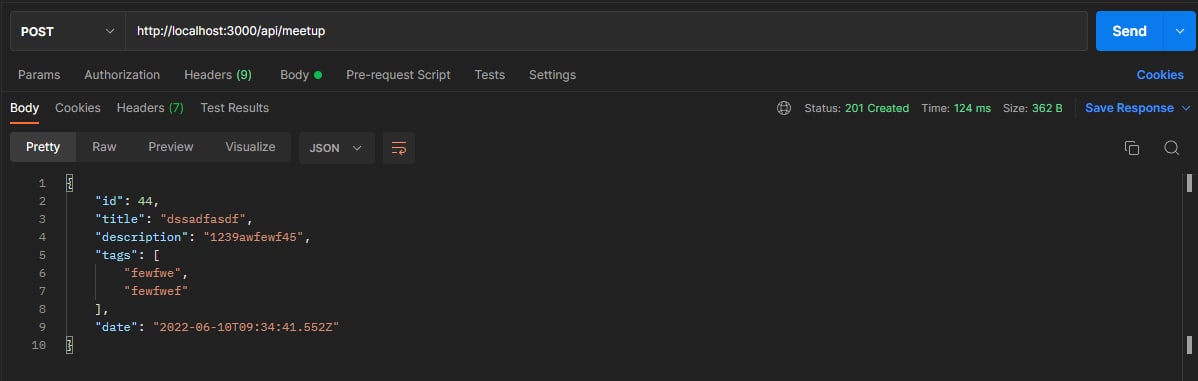 POST http://localhost:3000/api/meetup Send
Params Authorization Headers (9) Body Pre-request Script Tests Settings Cookies
Body Cookies Headers (7) Test Results Status: 201 Created Time: 124 ms Size: 362 B Save Response
Pretty Raw Preview Visualize JSON
1 {
2 "id": 44,
3 "title": "dssadfasdf",
4 "description": "1239awfewf45",
5 "tags": [
6 "fewfwe",
7 "fewfwef"
8 ],
9 "date": "2022-06-10T09:34:41.552Z"
10 }